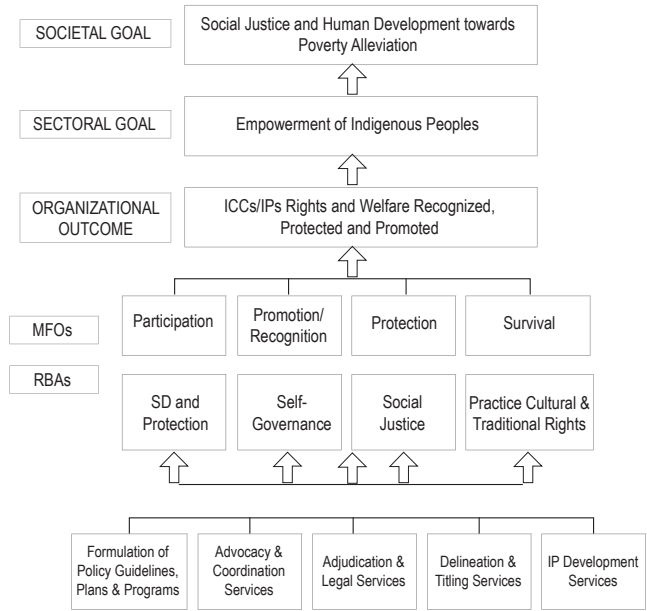 SOCIETAL GOAL
Social Justice and Human Development towards
Poverty Alleviation
SECTORAL GOAL
Empowerment of Indigenous Peoples
ORGANIZATIONAL
OUTCOME
ICCs/IPs Rights and Welfare Recognized,
Protected and Promoted
MFOs
Participation
Promotion/
Recognition
Protection
Survival
RBAs
SD and
Protection
Self-
Governance
Social
Justice
Practice Cultural &
Traditional Rights
Formulation of
Policy Guidelines,
Plans & Programs
Advocacy &
Coordination
Services
Adjudication &
Legal Services
Delineation &
Titling Services
IP Development
Services